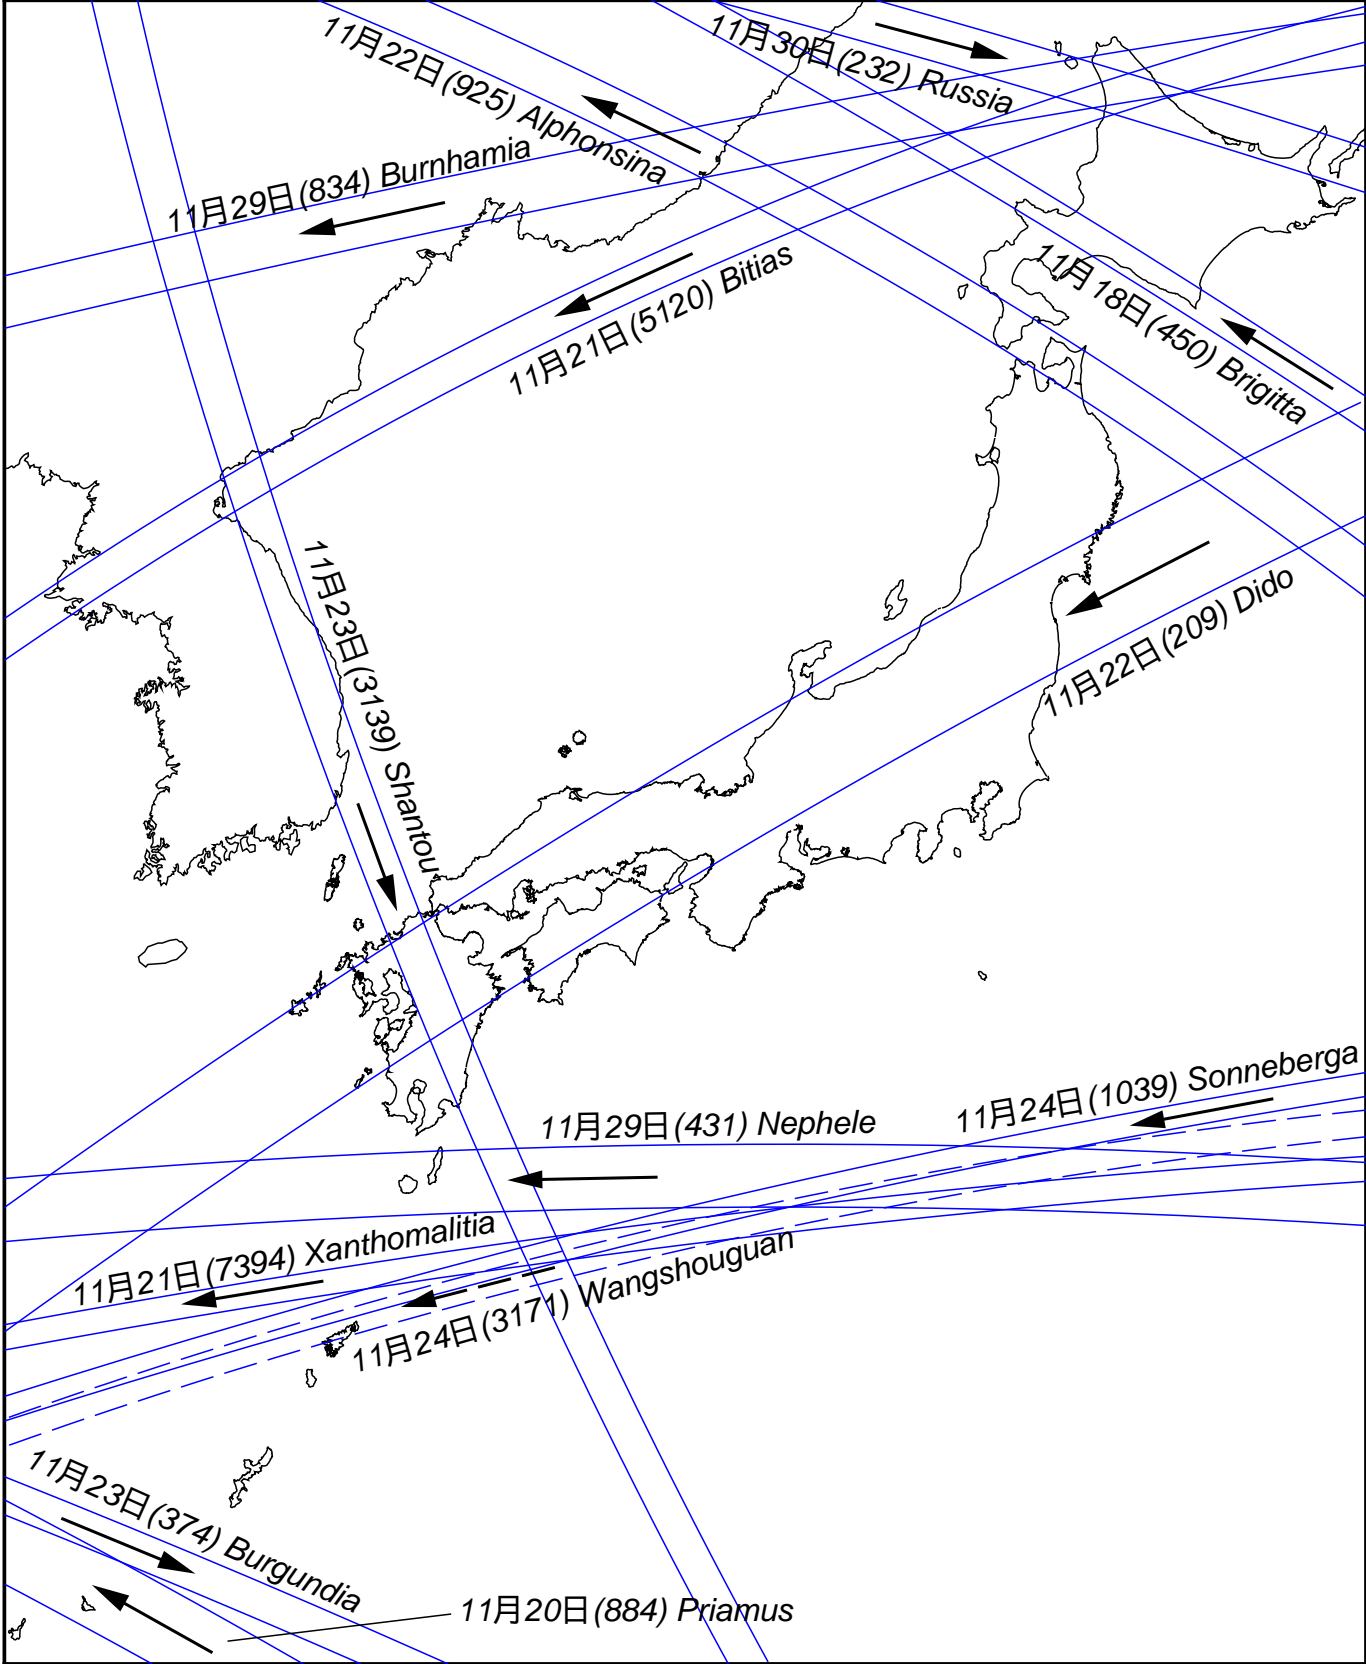 11月30日(232) Russia
11月22日(925) Alphonsina
11月29日(834) Burnhamia
11月21日(5120) Bitias
11月18日(450) Brigitta
11月23日(3139) Shantou
11月22日(209) Dido
11月24日(1039) Sonneberga
11月29日(431) Nephele
11月21日(7394) Xanthomalitia
11月24日(3171) Wangshouguan
11月23日(374) Burgundia
11月20日(884) Priamus